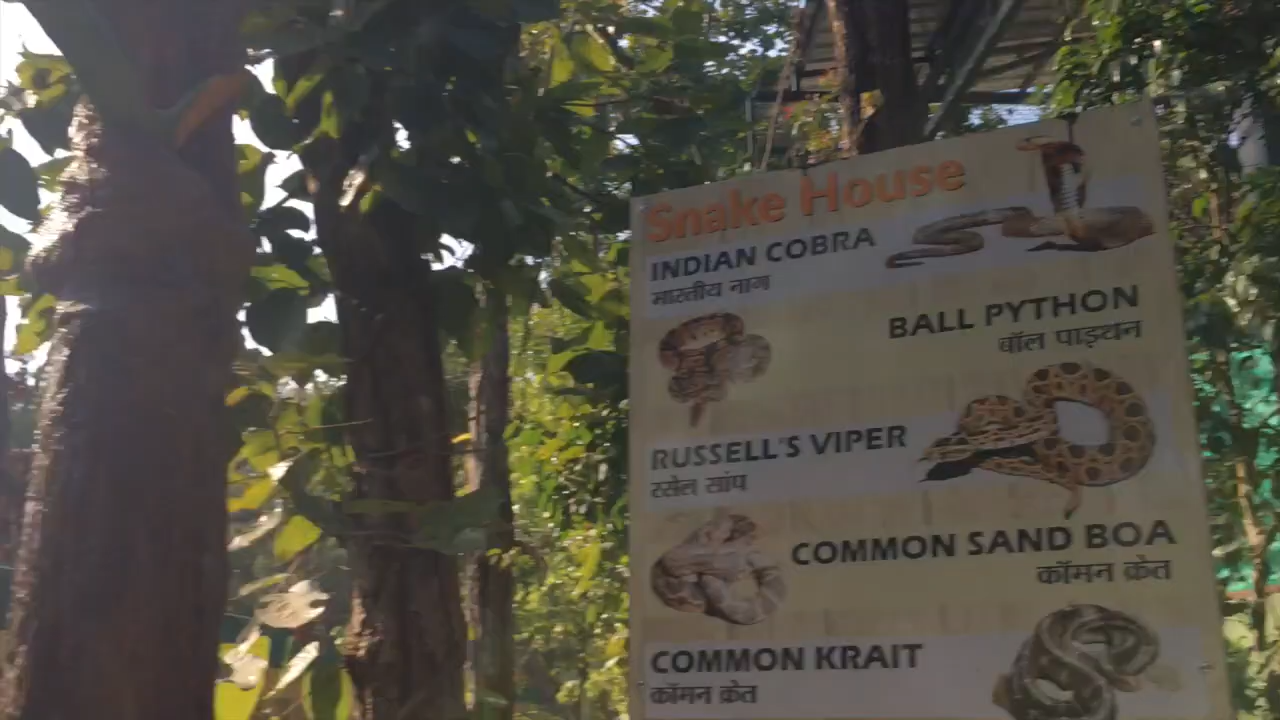 Snake House
INDIAN COBRA
भारतीय नाग
BALL PYTHON
बॉल पाइथन
RUSSELL'S VIPER
रसेल सांप
COMMON SAND BOA
कॉमन क्रेत
COMMON KRAIT
कॉमन क्रेत